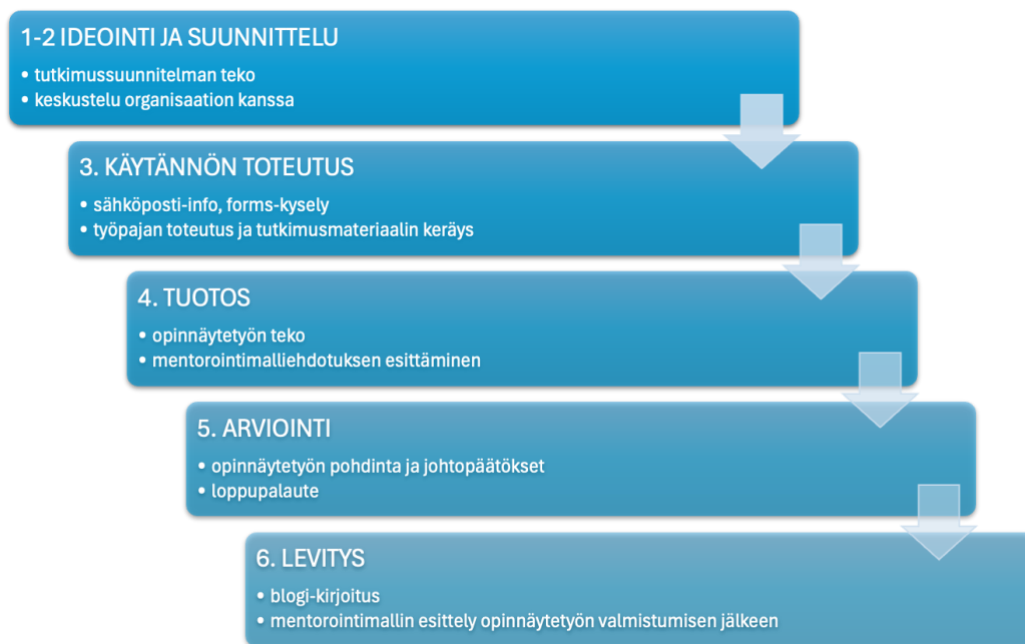 1-2 IDEOINTI JA SUUNNITTELU
• tutkimussuunnitelman teko
• keskustelu organisaation kanssa
3. KÄYTÄNNÖN TOTEUTUS
• sähköposti-info, forms-kysely
• työpajan toteutus ja tutkimusmateriaalin keräys
4. TUOTOS
• opinnäytetyön teko
• mentorointimalliehdotuksen esittäminen
5. ARVIOINTI
• opinnäytetyön pohdinta ja johtopäätökset
• loppupalaute
6. LEVITYS
• blogi-kirjoitus
• mentorointimallin esittely opinnäytetyön valmistumisen jälkeen